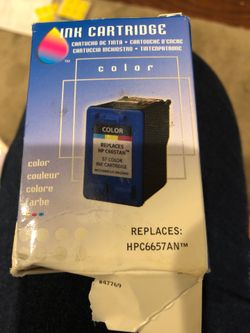 INK CARTRIDGE
CARTUCHO DE TINTA • CARTOUCHE D'ENCRE
CARTUCCIA INCHIOSTRO • TINTENPATRONE
color
COLOR
REPLACES
HP C6657AN™
57 COLOR
INK CARTRIDGE
color
couleur
colore
farbe
REPLACES:
HPC6657AN™
#47769